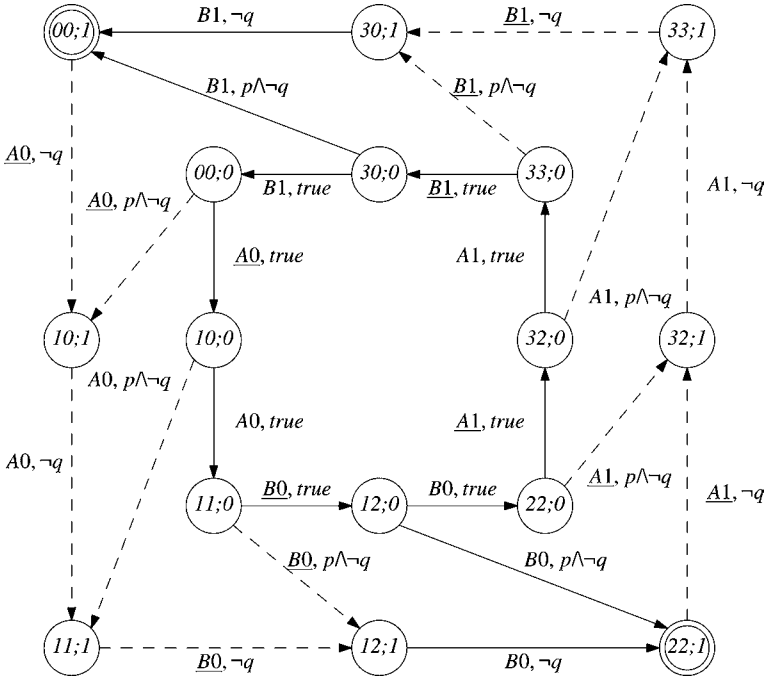 00;1
B1, ¬q
30;1
B1, ¬q
33;1
B1, p∧¬q
B1, p∧¬q
A0, ¬q
00;0
B1, true
30;0
B1, true
33;0
A0, p∧¬q
A1, ¬q
A0, true
A1, true
A1, p∧¬q
10;1
10;0
32;0
32;1
A0, p∧¬q
A0, true
A1, true
A0, ¬q
A1, p∧¬q
A1, ¬q
11;0
B0, true
12;0
B0, true
22;0
B0, p∧¬q
B0, p∧¬q
11;1
B0, ¬q
12;1
B0, ¬q
22;1